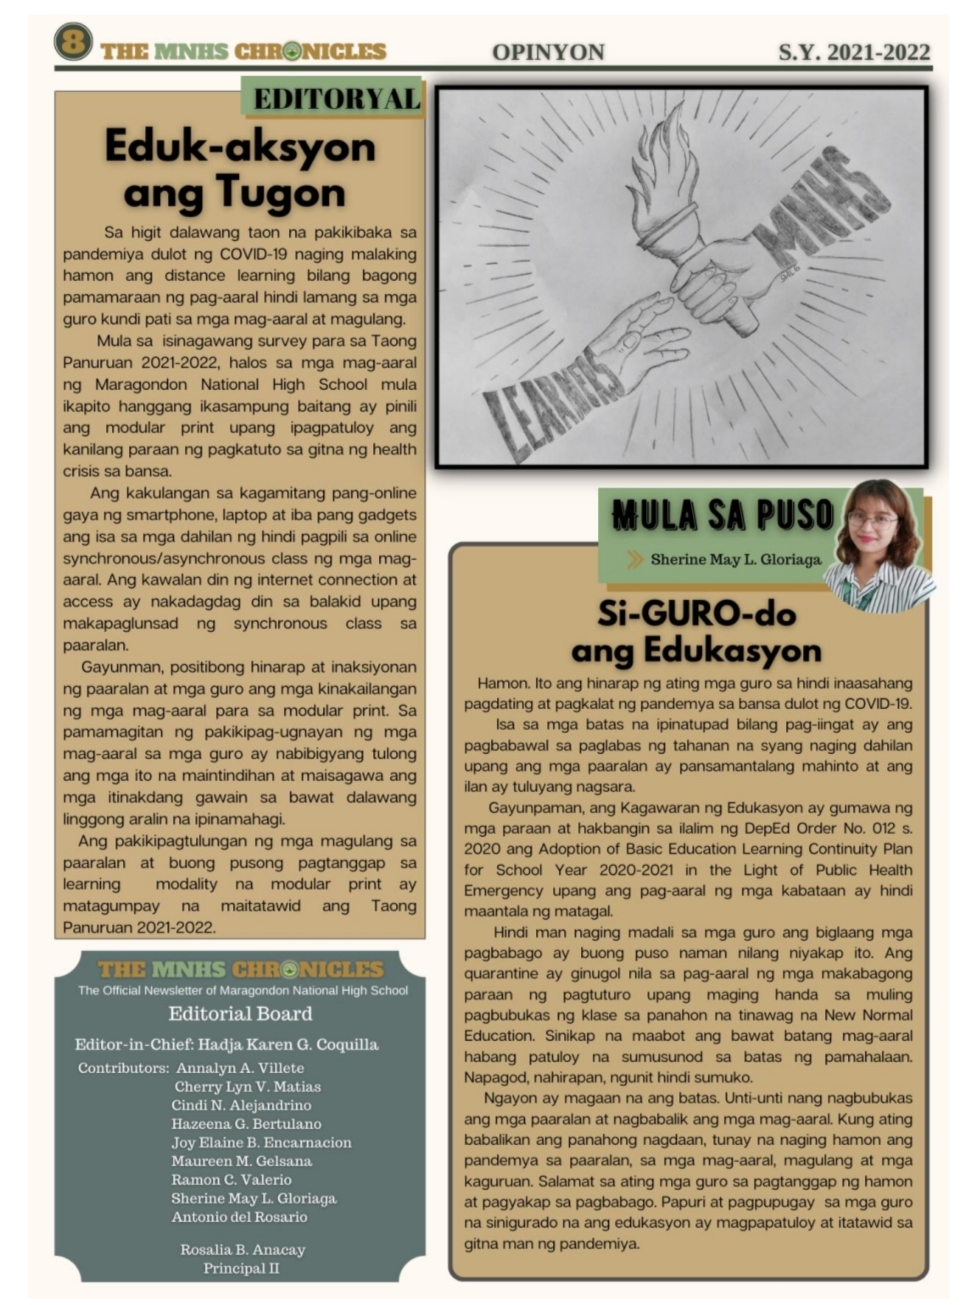 8 THE MNHS CHRONICLES
OPINYON
S.Y. 2021-2022
EDITORYAL
Eduk-aksyon
ang Tugon
Sa higit dalawang taon na pakikibaka sa
pandemiya dulot ng COVID-19 naging malaking
hamon ang distance learning bilang bagong
pamamaraan ng pag-aaral hindi lamang sa mga
guro kundi pati sa mga mag-aaral at magulang.
Mula sa isinagawang survey para sa Taong
Panuruan 2021-2022, halos sa mga mag-aaral
ng Maragondon National High School mula
ikapito hanggang ikasampung baitang ay pinili
ang modular print upang ipagpatuloy ang
kanilang paraan ng pagkatuto sa gitna ng health
crisis sa bansa.
Ang kakulangan sa kagamitang pang-online
gaya ng smartphone, laptop at iba pang gadgets
ang isa sa mga dahilan ng hindi pagpili sa online
synchronous/asynchronous class ng mga mag-
aaral. Ang kawalan din ng internet connection at
access ay nakadagdag din sa balakid upang
makapaglunsad ng synchronous class sa
paaralan.
Gayunman, positibong hinarap at inaksiyonan
ng paaralan at mga guro ang mga kinakailangan
ng mga mag-aaral para sa modular print. Sa
pamamagitan ng pakikipag-ugnayan ng mga
mag-aaral sa mga guro ay nabibigyang tulong
ang mga ito na maintindihan at maisagawa ang
mga itinakdang gawain sa bawat dalawang
linggong aralin na ipinamahagi.
Ang pakikipagtulungan ng mga magulang sa
paaralan at buong pusong pagtanggap sa
learning modality na modular print ay
matagumpay na maitatawid ang Taong
Panuruan 2021-2022.
MNHS
LEARNERS
MULA SA PUSO
Sherine May L. Gloriaga
Si-GURO-do
ang Edukasyon
Hamon. Ito ang hinarap ng ating mga guro sa hindi inaasahang
pagdating at pagkalat ng pandemya sa bansa dulot ng COVID-19.
Isa sa mga batas na ipinatupad bilang pag-iingat ay ang
pagbabawal sa paglabas ng tahanan na syang naging dahilan
upang ang mga paaralan ay pansamantalang mahinto at ang
ilan ay tuluyang nagsara.
Gayunpaman, ang Kagawaran ng Edukasyon ay gumawa ng
mga paraan at hakbangin sa ilalim ng DepEd Order No. 012 s.
2020 ang Adoption of Basic Education Learning Continuity Plan
for School Year 2020-2021 in the Light of Public Health
Emergency upang ang pag-aaral ng mga kabataan ay hindi
maantala ng matagal.
Hindi man naging madali sa mga guro ang biglaang mga
pagbabago ay buong puso naman nilang niyakap ito. Ang
quarantine ay ginugol nila sa pag-aaral ng mga makabagong
paraan ng pagtuturo upang maging handa sa muling
pagbubukas ng klase sa panahon na tinawag na New Normal
Education. Sinikap na maabot ang bawat batang mag-aaral
habang patuloy na sumusunod sa batas ng pamahalaan.
Napagod, nahirapan, ngunit hindi sumuko.
Ngayon ay magaan na ang batas. Unti-unti nang nagbubukas
ang mga paaralan at nagbabalik ang mga mag-aaral. Kung ating
babalikan ang panahong nagdaan, tunay na naging hamon ang
pandemya sa paaralan, sa mga mag-aaral, magulang at mga
kaguruan. Salamat sa ating mga guro sa pagtanggap ng hamon
at pagyakap sa pagbabago. Papuri at pagpupugay sa mga guro
na sinigurado na ang edukasyon ay magpapatuloy at itatawid sa
gitna man ng pandemiya.
THE MNHS CHRONICLES
The Official Newsletter of Maragondon National High School
Editorial Board
Editor-in-Chief: Hadja Karen G. Coquilla
Contributors: Annalyn A. Villete
Cherry Lyn V. Matias
Cindi N. Alejandrino
Hazeena G. Bertulano
Joy Elaine B. Encarnacion
Maureen M. Gelsana
Ramon C. Valerio
Sherine May L. Gloriaga
Antonio del Rosario
Rosalia B. Anacay
Principal II